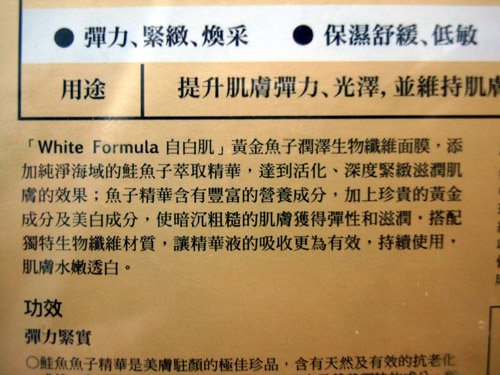 ● 彈力、緊緻、煥采 ● 保濕舒緩、低敏
用途 提升肌膚彈力、光澤,並維持肌膚
「White Formula 自白肌」黃金魚子潤澤生物纖維面膜,添
加純淨海域的鮭魚子萃取精華,達到活化、深度緊緻滋潤肌
膚的效果;魚子精華含有豐富的營養成分,加上珍貴的黃金
成分及美白成分,使暗沉粗糙的肌膚獲得彈性和滋潤,搭配
獨特生物纖維材質,讓精華液的吸收更為有效,持續使用,
肌膚水嫩透白。
功效
彈力緊實
○鮭魚魚子精華是美膚駐顏的極佳珍品,含有天然及有效的抗老化